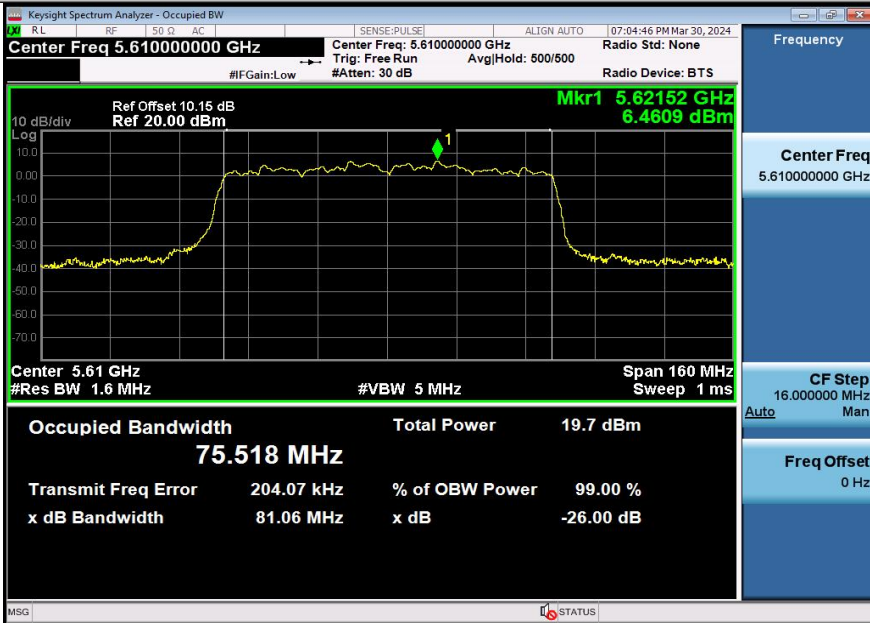 Keysight Spectrum Analyzer - Occupied BW
LXI RL RF 50 Ω AC SENSE:PULSE ALIGN AUTO 07:04:46 PM Mar 30, 2024
Center Freq 5.610000000 GHz
Center Freq: 5.610000000 GHz Radio Std: None
Trig: Free Run Avg|Hold: 500/500
#IFGain:Low #Atten: 30 dB Radio Device: BTS
Frequency
Ref Offset 10.15 dB Mkr1 5.62152 GHz
10 dB/div Ref 20.00 dBm 6.4609 dBm
Log
1
10.0
0.00
-10.0
-20.0
-30.0
-40.0
-50.0
-60.0
-70.0
Center 5.61 GHz Span 160 MHz
#Res BW 1.6 MHz #VBW 5 MHz Sweep 1 ms
Occupied Bandwidth Total Power 19.7 dBm
75.518 MHz
Transmit Freq Error 204.07 kHz % of OBW Power 99.00 %
x dB Bandwidth 81.06 MHz x dB -26.00 dB
Center Freq
5.610000000 GHz
CF Step
16.000000 MHz
Auto Man
Freq Offset
0 Hz
MSG STATUS